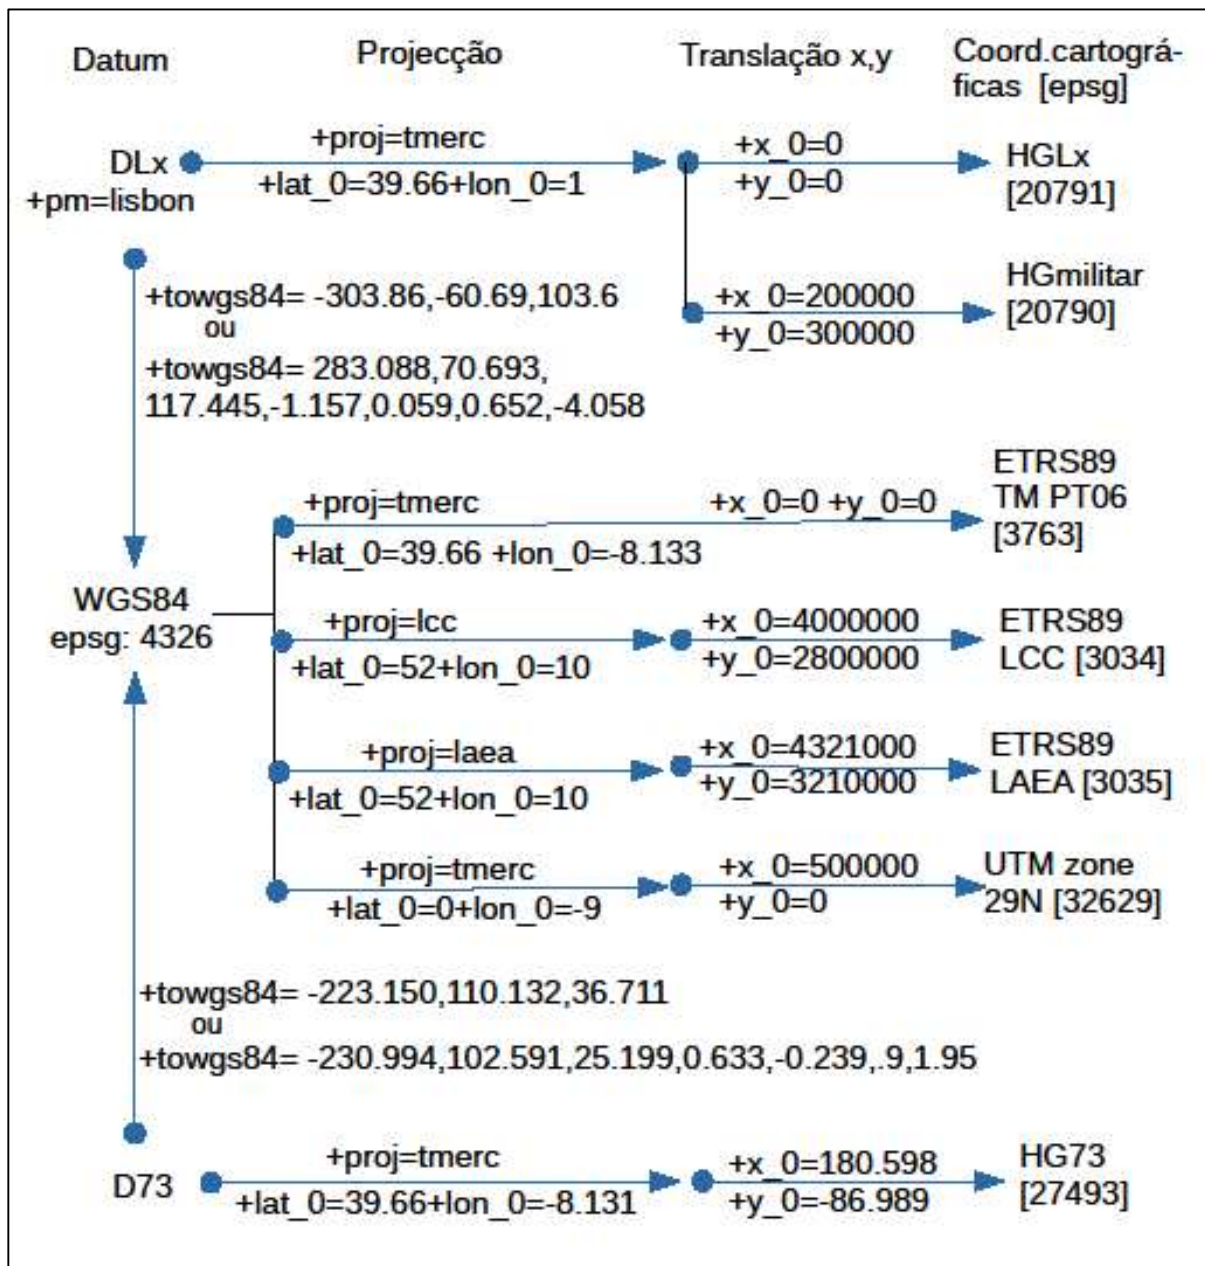 Datum
Projecção
Translação x,y
Coord.cartográ-
ficas [epsg]
DLx
+pm=lisbon
+proj=tmerc
+lat_0=39.66+lon_0=1
+x_0=0
+y_0=0
HGLx
[20791]
+x_0=200000
+y_0=300000
HGmilitar
[20790]
+towgs84= -303.86,-60.69,103.6
ou
+towgs84= 283.088,70.693,
117.445,-1.157,0.059,0.652,-4.058
+proj=tmerc
+lat_0=39.66 +lon_0=-8.133
+x_0=0 +y_0=0
ETRS89
TM PT06
[3763]
WGS84
epsg: 4326
+proj=lcc
+lat_0=52+lon_0=10
+x_0=4000000
+y_0=2800000
ETRS89
LCC [3034]
+proj=laea
+lat_0=52+lon_0=10
+x_0=4321000
+y_0=3210000
ETRS89
LAEA [3035]
+proj=tmerc
+lat_0=0+lon_0=-9
+x_0=500000
+y_0=0
UTM zone
29N [32629]
+towgs84= -223.150,110.132,36.711
ou
+towgs84= -230.994,102.591,25.199,0.633,-0.239,.9,1.95
D73
+proj=tmerc
+lat_0=39.66+lon_0=-8.131
+x_0=180.598
+y_0=-86.989
HG73
[27493]